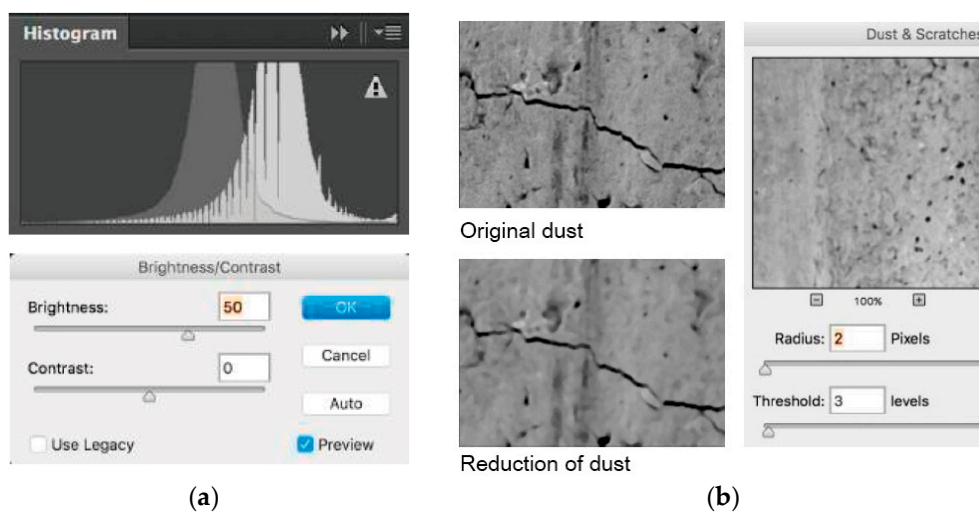 Histogram
Brightness/Contrast
Brightness: 50
OK
Contrast: 0
Cancel
Auto
Use Legacy
Preview
(a)
Original dust
Reduction of dust
Dust & Scratches
100%
Radius: 2 Pixels
Threshold: 3 levels
(b)